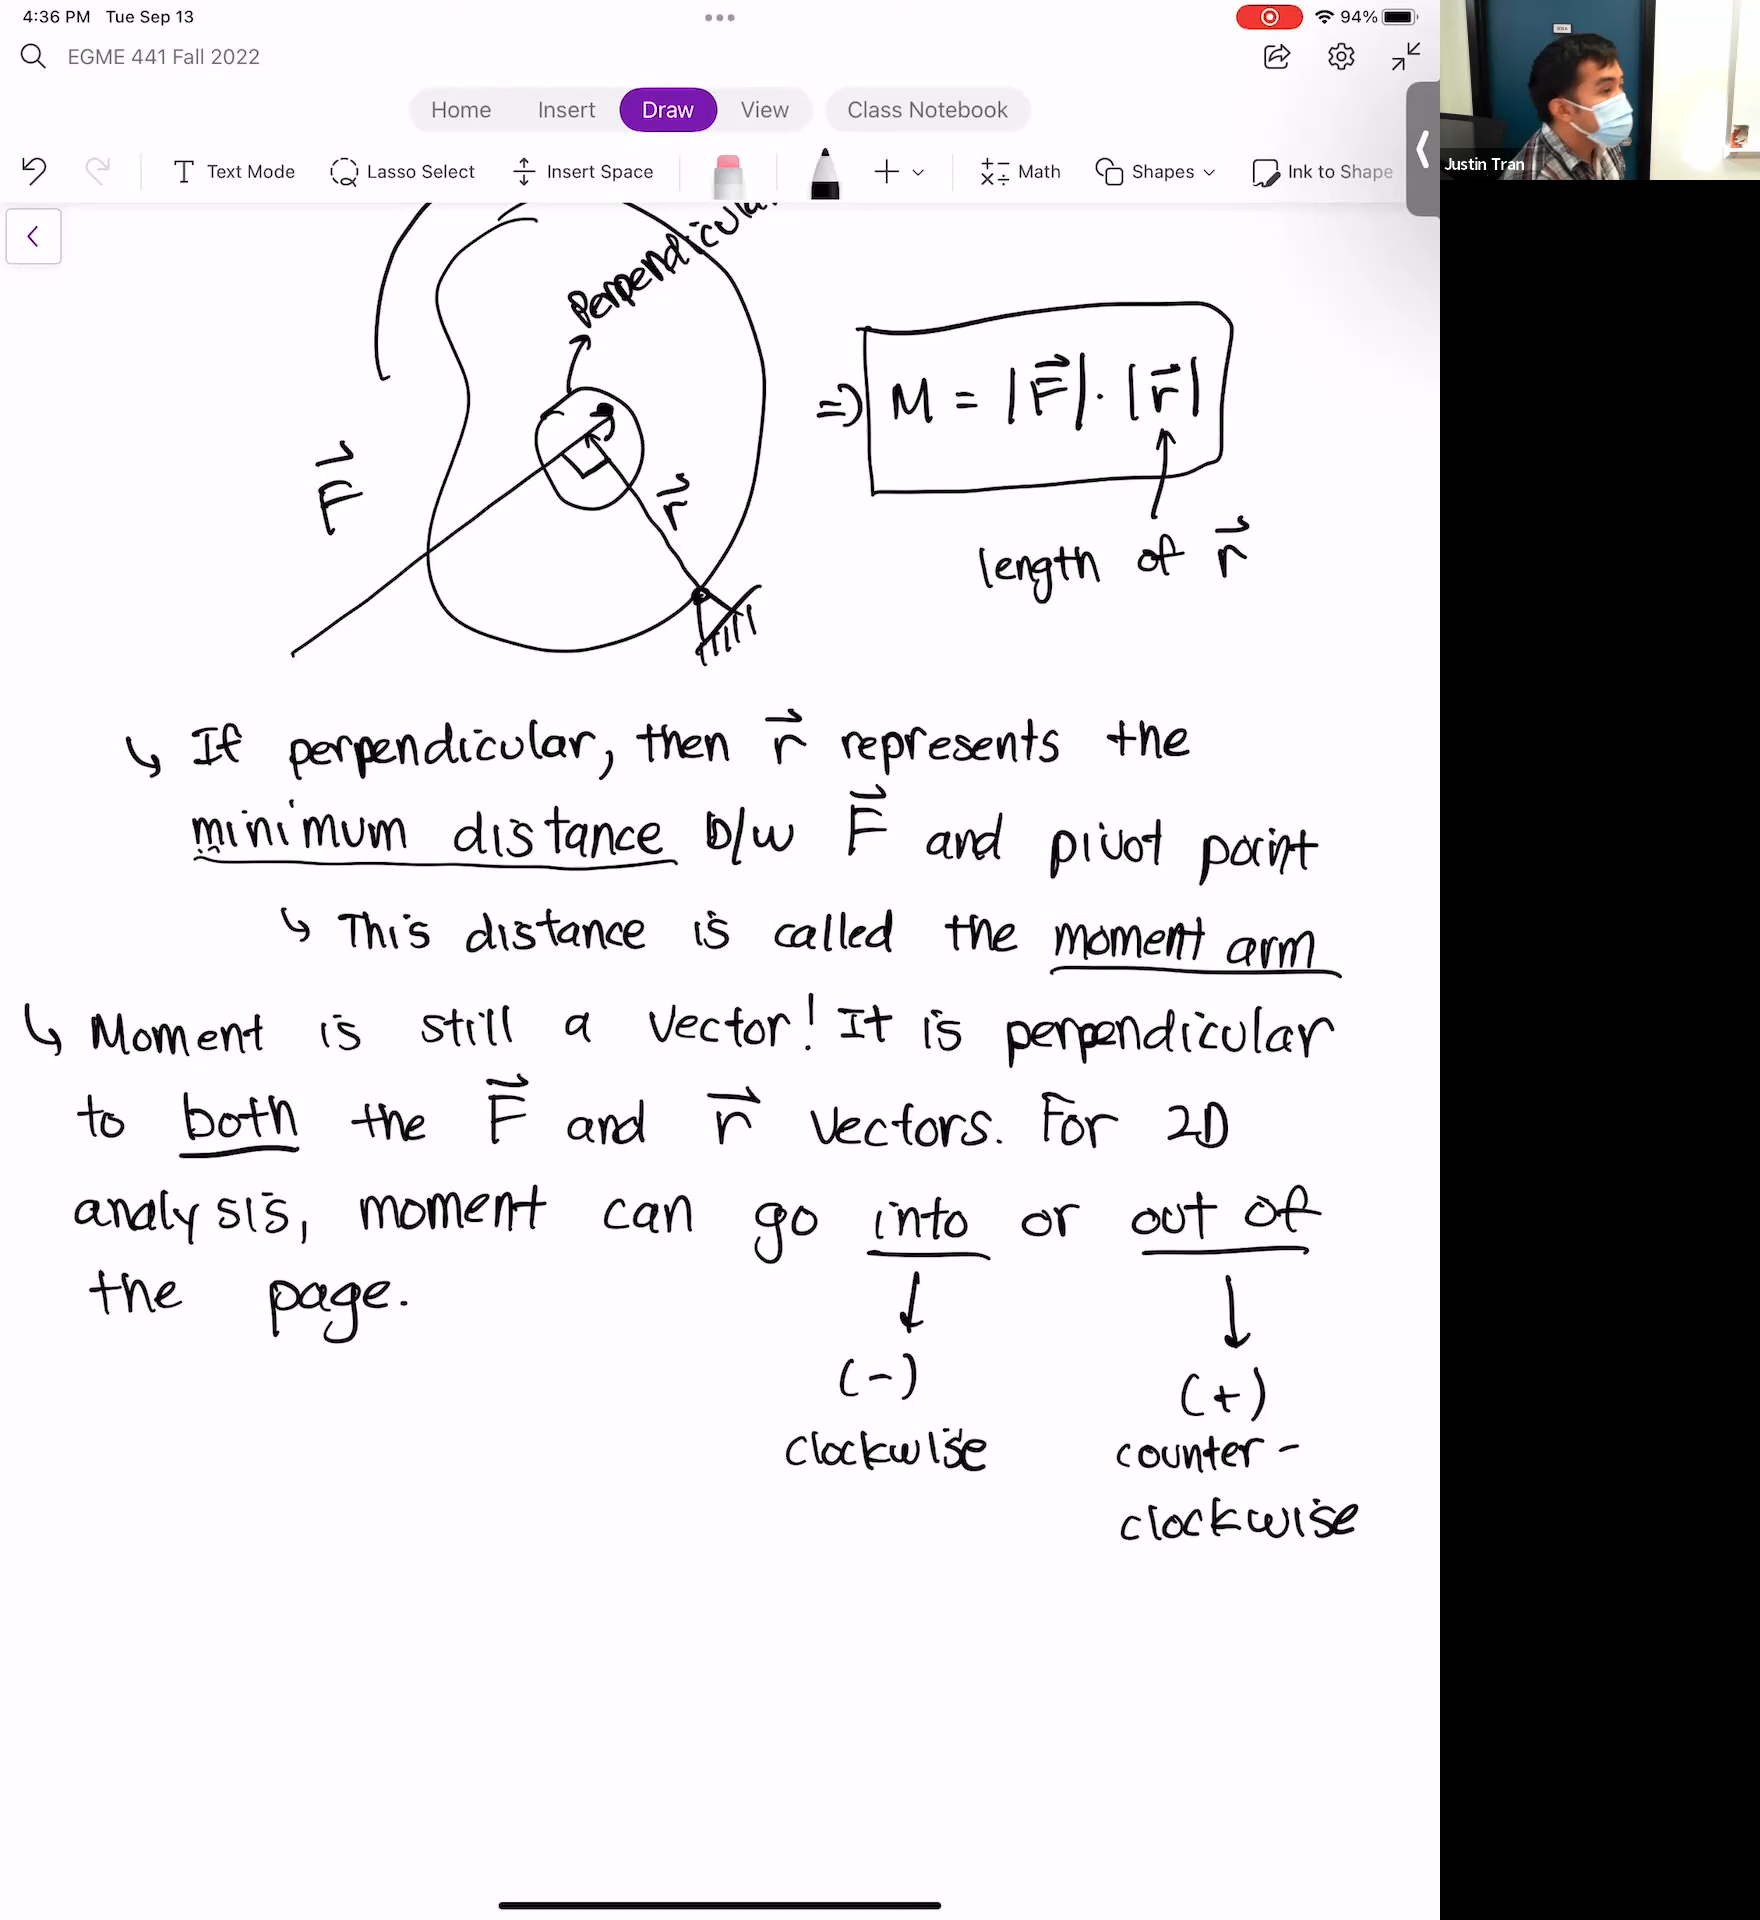 4:36 PM Tue Sep 13
94%
EGME 441 Fall 2022
Home Insert Draw View Class Notebook
Text Mode Lasso Select Insert Space Math Shapes Ink to Shape
Justin Tran
Perpendicular
⇒ M = |F⃗| · |r⃗|
F⃗
r⃗
length of r⃗
↳ If perpendicular, then r⃗ represents the
minimum distance b/w F⃗ and pivot point
↳ This distance is called the moment arm
↳ Moment is still a vector! It is perpendicular
to both the F⃗ and r⃗ vectors. For 2D
analysis, moment can go into or out of
the page.
(-) (+)
clockwise counter-
clockwise